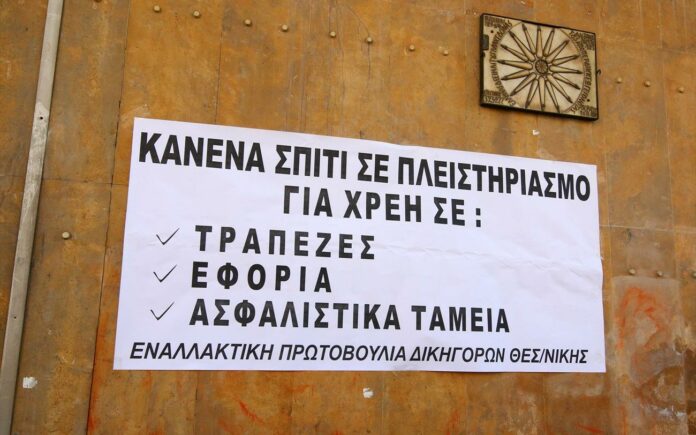 ΚΑΝΕΝΑ ΣΠΙΤΙ ΣΕ ΠΛΕΙΣΤΗΡΙΑΣΜΟ
ΓΙΑ ΧΡΕΗ ΣΕ :
✓ ΤΡΑΠΕΖΕΣ
✓ ΕΦΟΡΙΑ
✓ ΑΣΦΑΛΙΣΤΙΚΑ ΤΑΜΕΙΑ
ΕΝΑΛΛΑΚΤΙΚΗ ΠΡΩΤΟΒΟΥΛΙΑ ΔΙΚΗΓΟΡΩΝ ΘΕΣ/ΝΙΚΗΣ